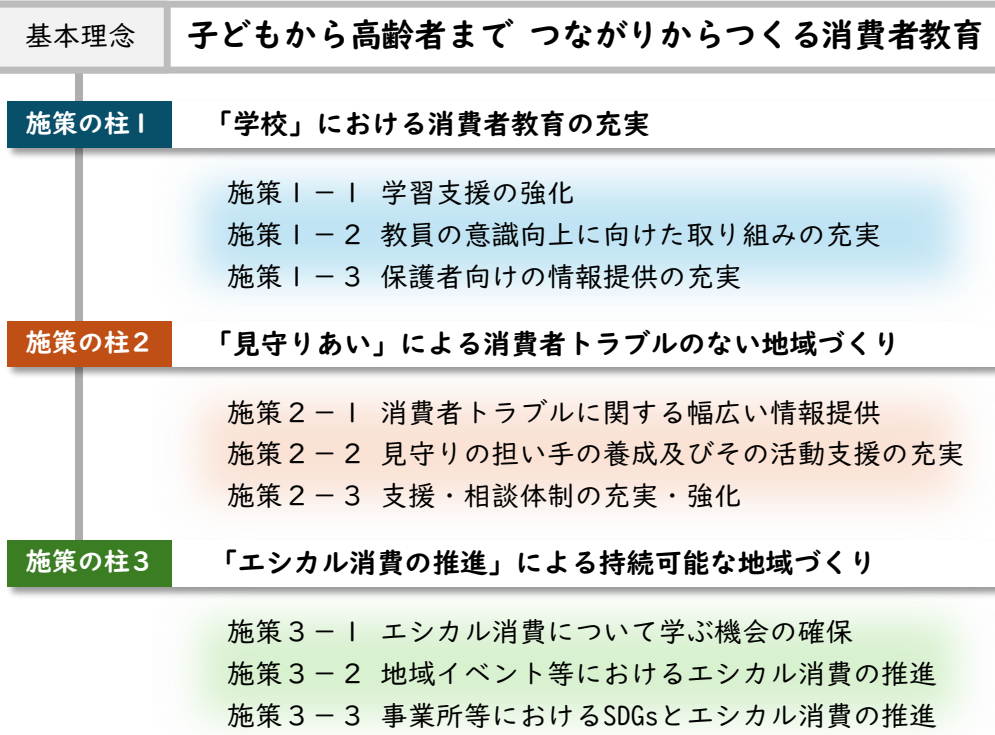 基本理念 子どもから高齢者まで つながりからつくる消費者教育
施策の柱1 「学校」における消費者教育の充実
施策1－1 学習支援の強化
施策1－2 教員の意識向上に向けた取り組みの充実
施策1－3 保護者向けの情報提供の充実
施策の柱2 「見守りあい」による消費者トラブルのない地域づくり
施策2－1 消費者トラブルに関する幅広い情報提供
施策2－2 見守りの担い手の養成及びその活動支援の充実
施策2－3 支援・相談体制の充実・強化
施策の柱3 「エシカル消費の推進」による持続可能な地域づくり
施策3－1 エシカル消費について学ぶ機会の確保
施策3－2 地域イベント等におけるエシカル消費の推進
施策3－3 事業所等におけるSDGsとエシカル消費の推進